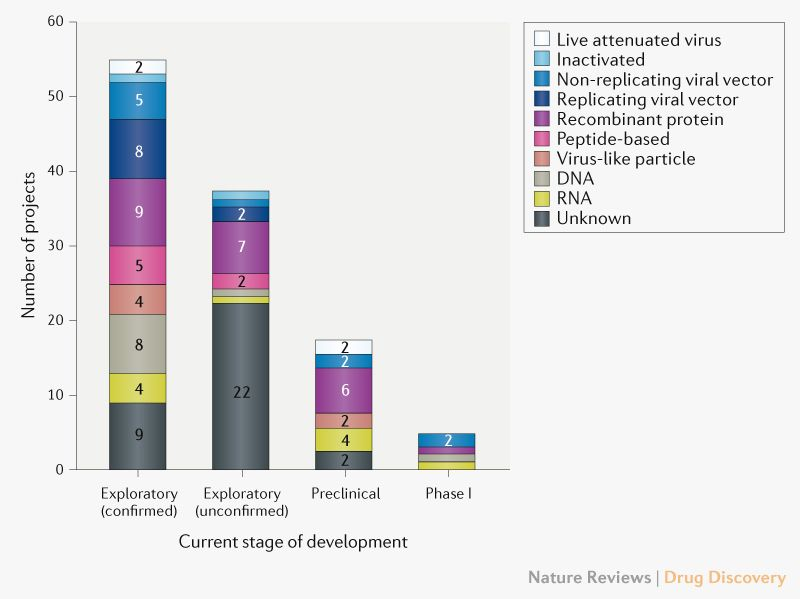 60
50
40
30
20
10
0
Number of projects
2
5
8
9
5
4
8
4
9
2
7
2
22
2
2
6
2
4
2
2
Exploratory
(confirmed)
Exploratory
(unconfirmed)
Preclinical
Phase I
Current stage of development
Live attenuated virus
Inactivated
Non-replicating viral vector
Replicating viral vector
Recombinant protein
Peptide-based
Virus-like particle
DNA
RNA
Unknown
Nature Reviews | Drug Discovery